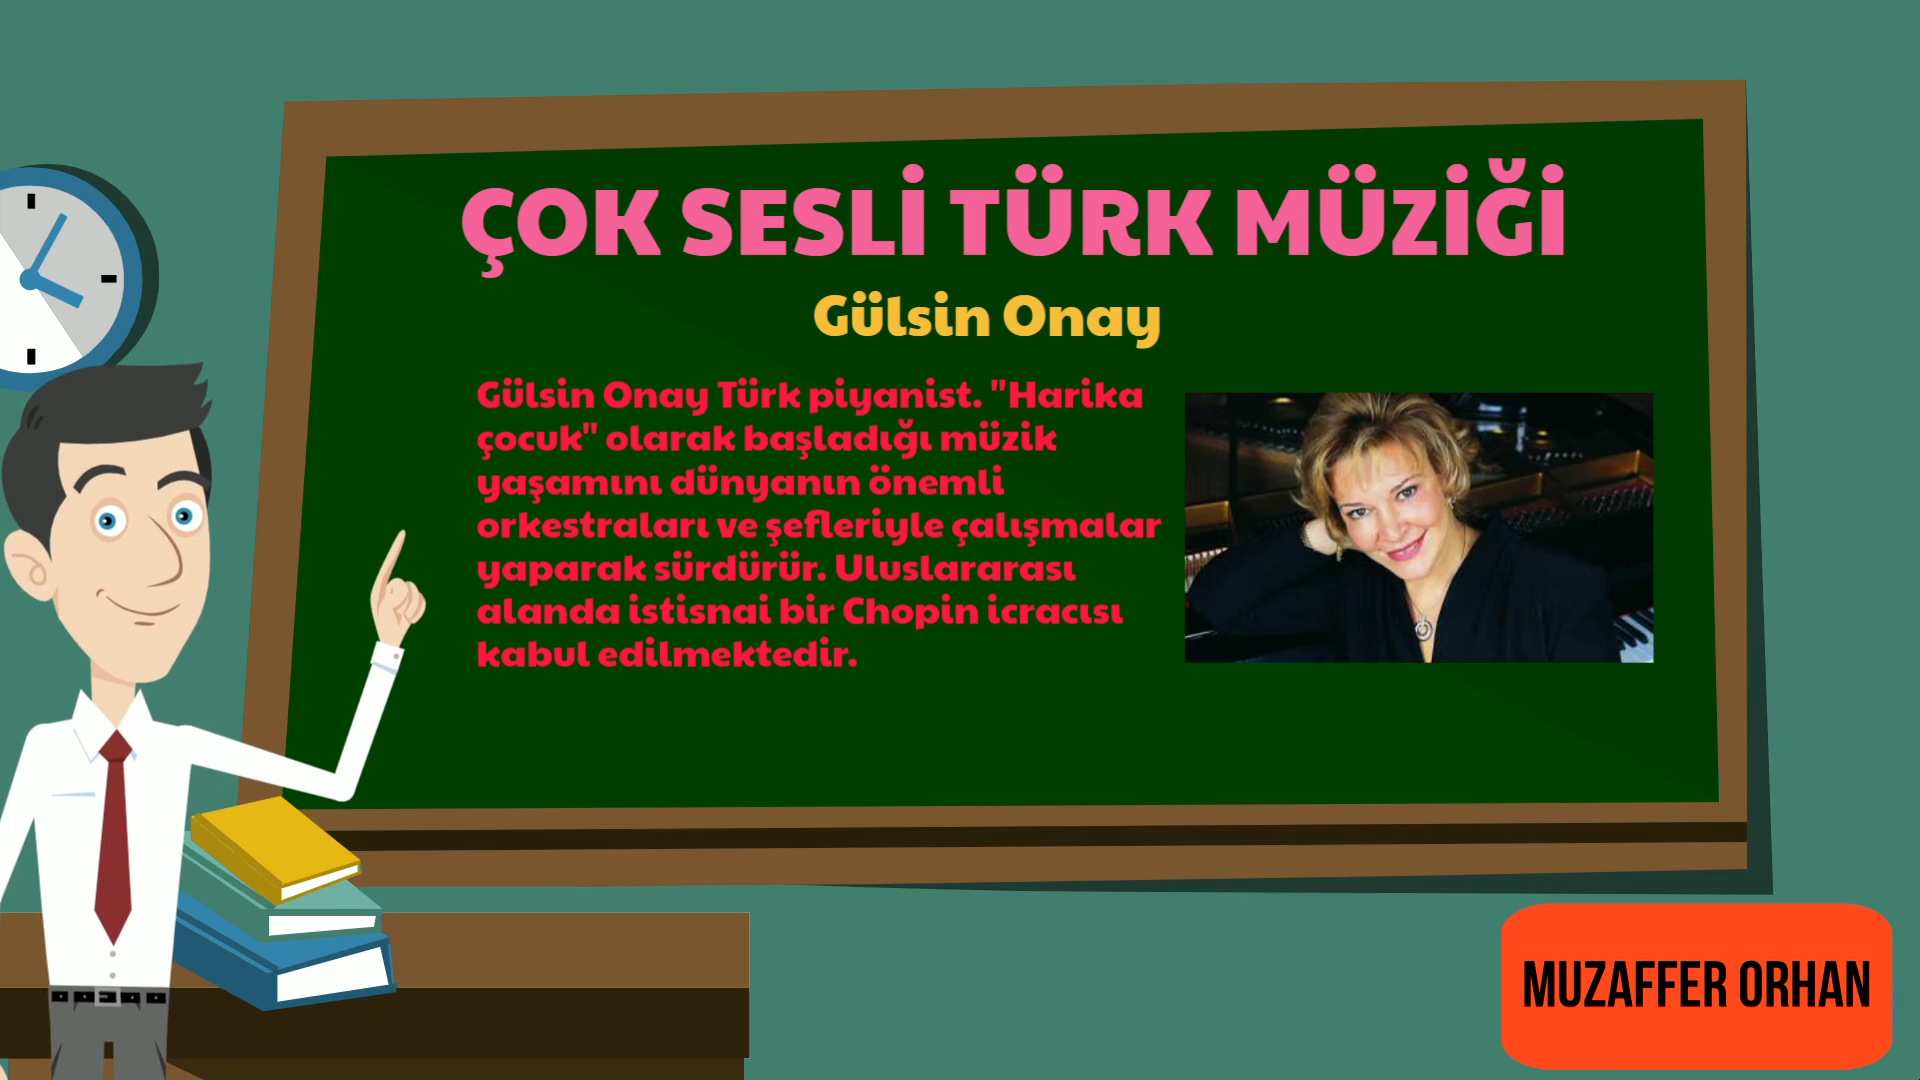 ÇOK SESLİ TÜRK MÜZİĞİ
Gülsin Onay
Gülsin Onay Türk piyanist. "Harika
çocuk" olarak başladığı müzik
yaşamını dünyanın önemli
orkestraları ve şefleriyle çalışmalar
yaparak sürdürür. Uluslararası
alanda istisnai bir Chopin icracısı
kabul edilmektedir.
MUZAFFER ORHAN